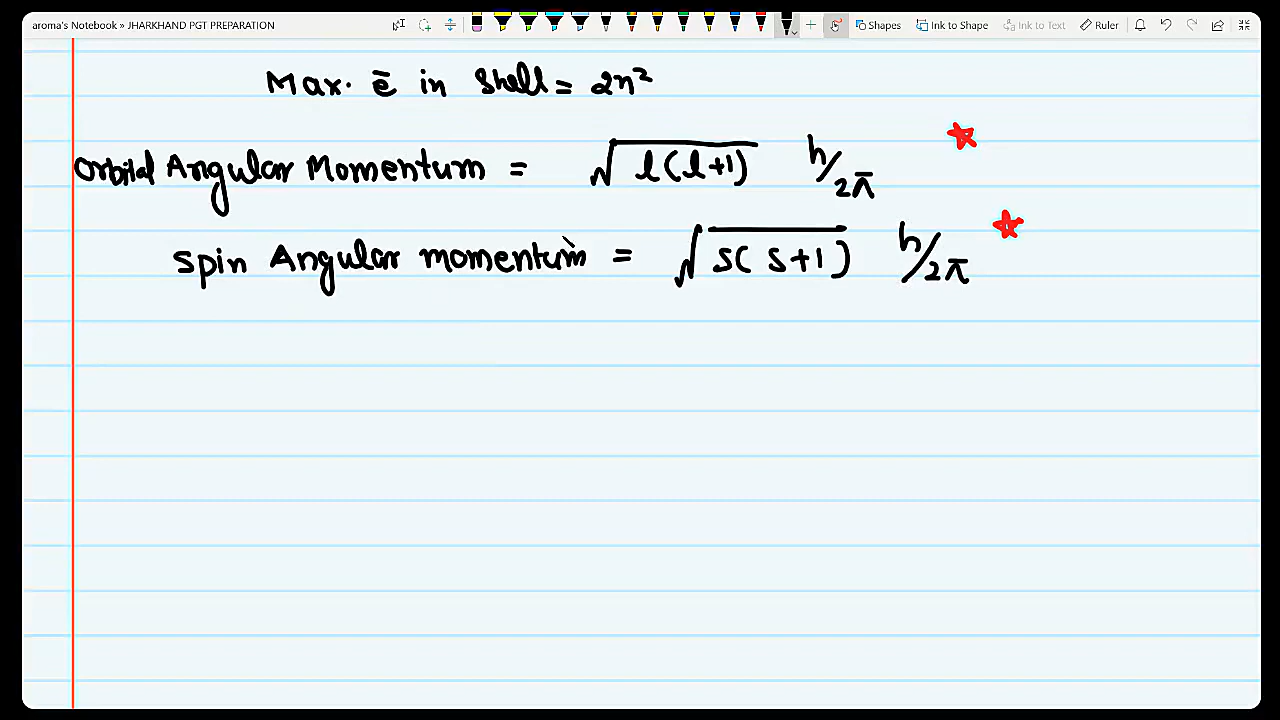 aroma's Notebook » JHARKHAND PGT PREPARATION Shapes Ink to Shape Ink to Text Ruler
Max. ē in shell = 2n²
Orbital Angular Momentum = √l(l+1) h/2π
spin Angular momentum = √s(s+1) h/2π